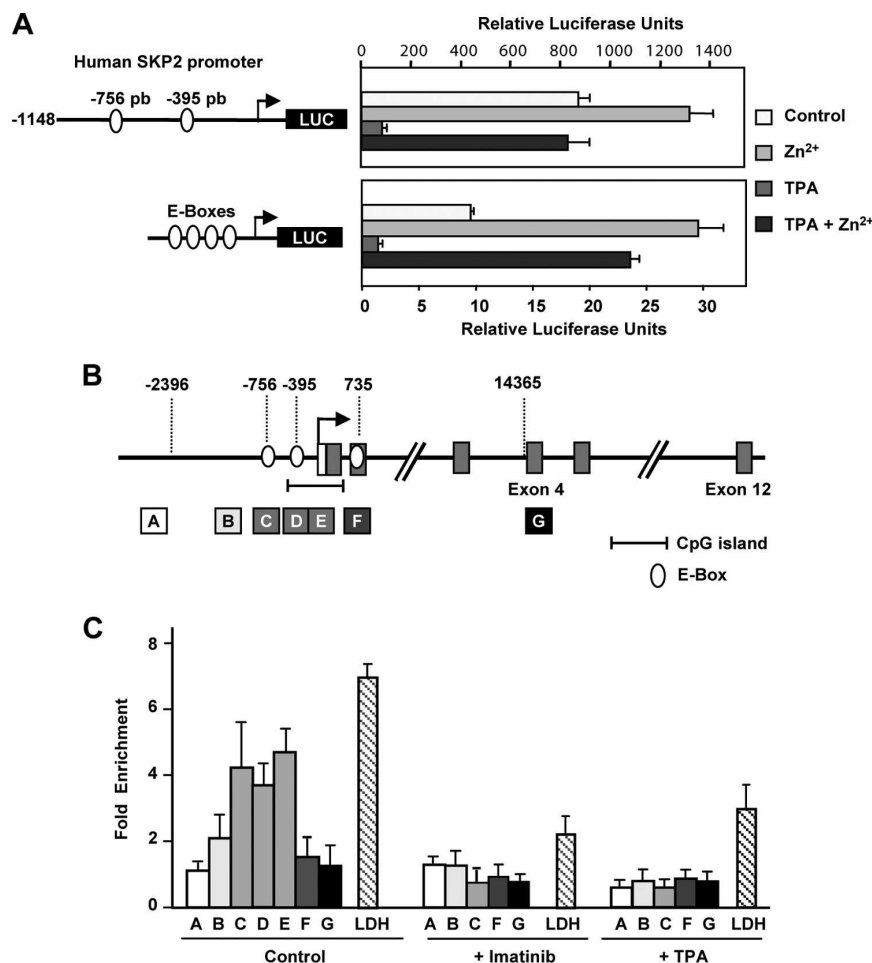 A
Relative Luciferase Units
0 200 400 600 800 1000 1200 1400
Human SKP2 promoter
-756 pb -395 pb
-1148
LUC
Control
Zn²⁺
TPA
TPA + Zn²⁺
E-Boxes
LUC
0 5 10 15 20 25 30
Relative Luciferase Units
B
-2396 -756 -395 735 14365
Exon 4 Exon 12
A B C D E F G
CpG island
E-Box
C
Fold Enrichment
8
6
4
2
0
A B C D E F G LDH A B C F G LDH A B C F G LDH
Control + Imatinib + TPA